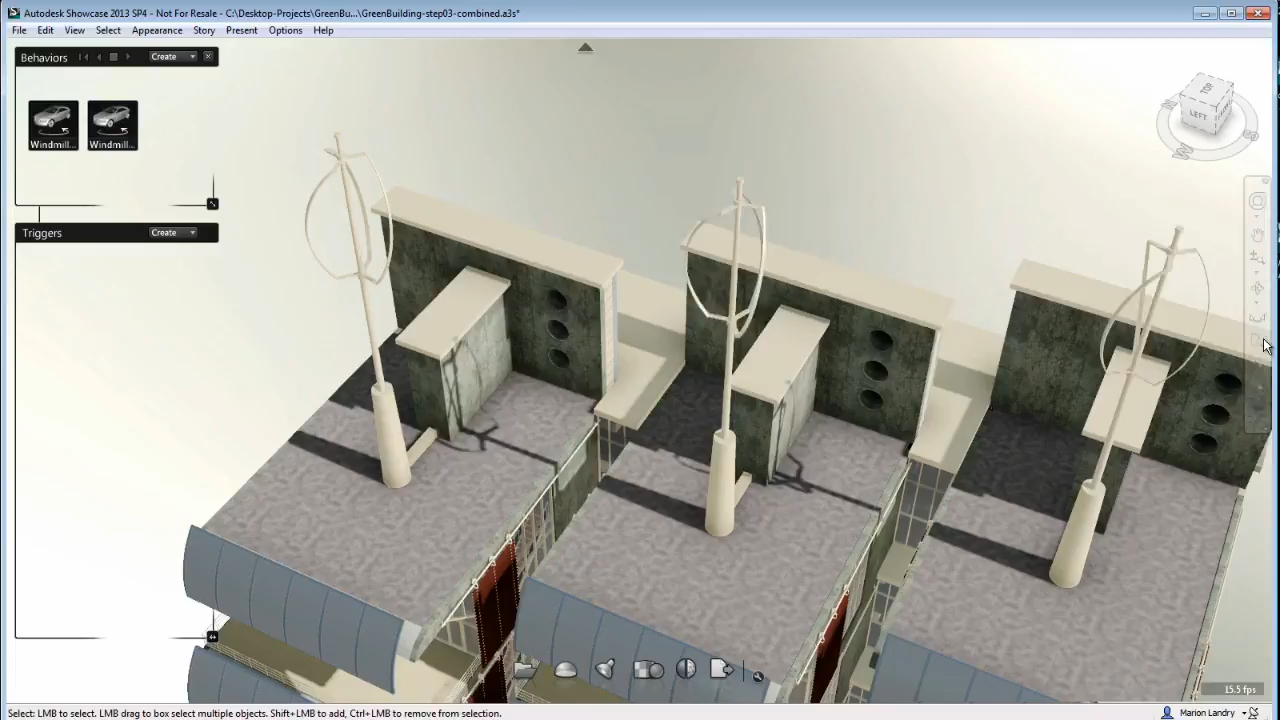 Autodesk Showcase 2013 SP4 - Not For Resale - C:\Desktop-Projects\GreenBu...\GreenBuilding-step03-combined.a3s*
File Edit View Select Appearance Story Present Options Help
Behaviors Create
Windmill... Windmill...
Triggers Create
TOP
LEFT
W
15.5 fps
Select: LMB to select. LMB drag to box select multiple objects. Shift+LMB to add, Ctrl+LMB to remove from selection.
Marion Landry